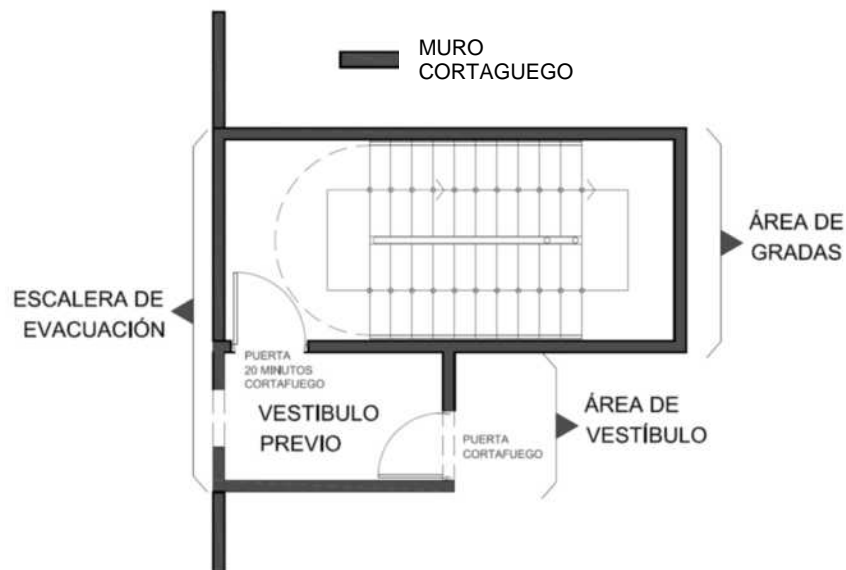 MURO
CORTAGUEGO
ÁREA DE
GRADAS
ESCALERA DE
EVACUACIÓN
PUERTA
20 MINUTOS
CORTAFUEGO
VESTIBULO
PREVIO
PUERTA
CORTAFUEGO
ÁREA DE
VESTÍBULO